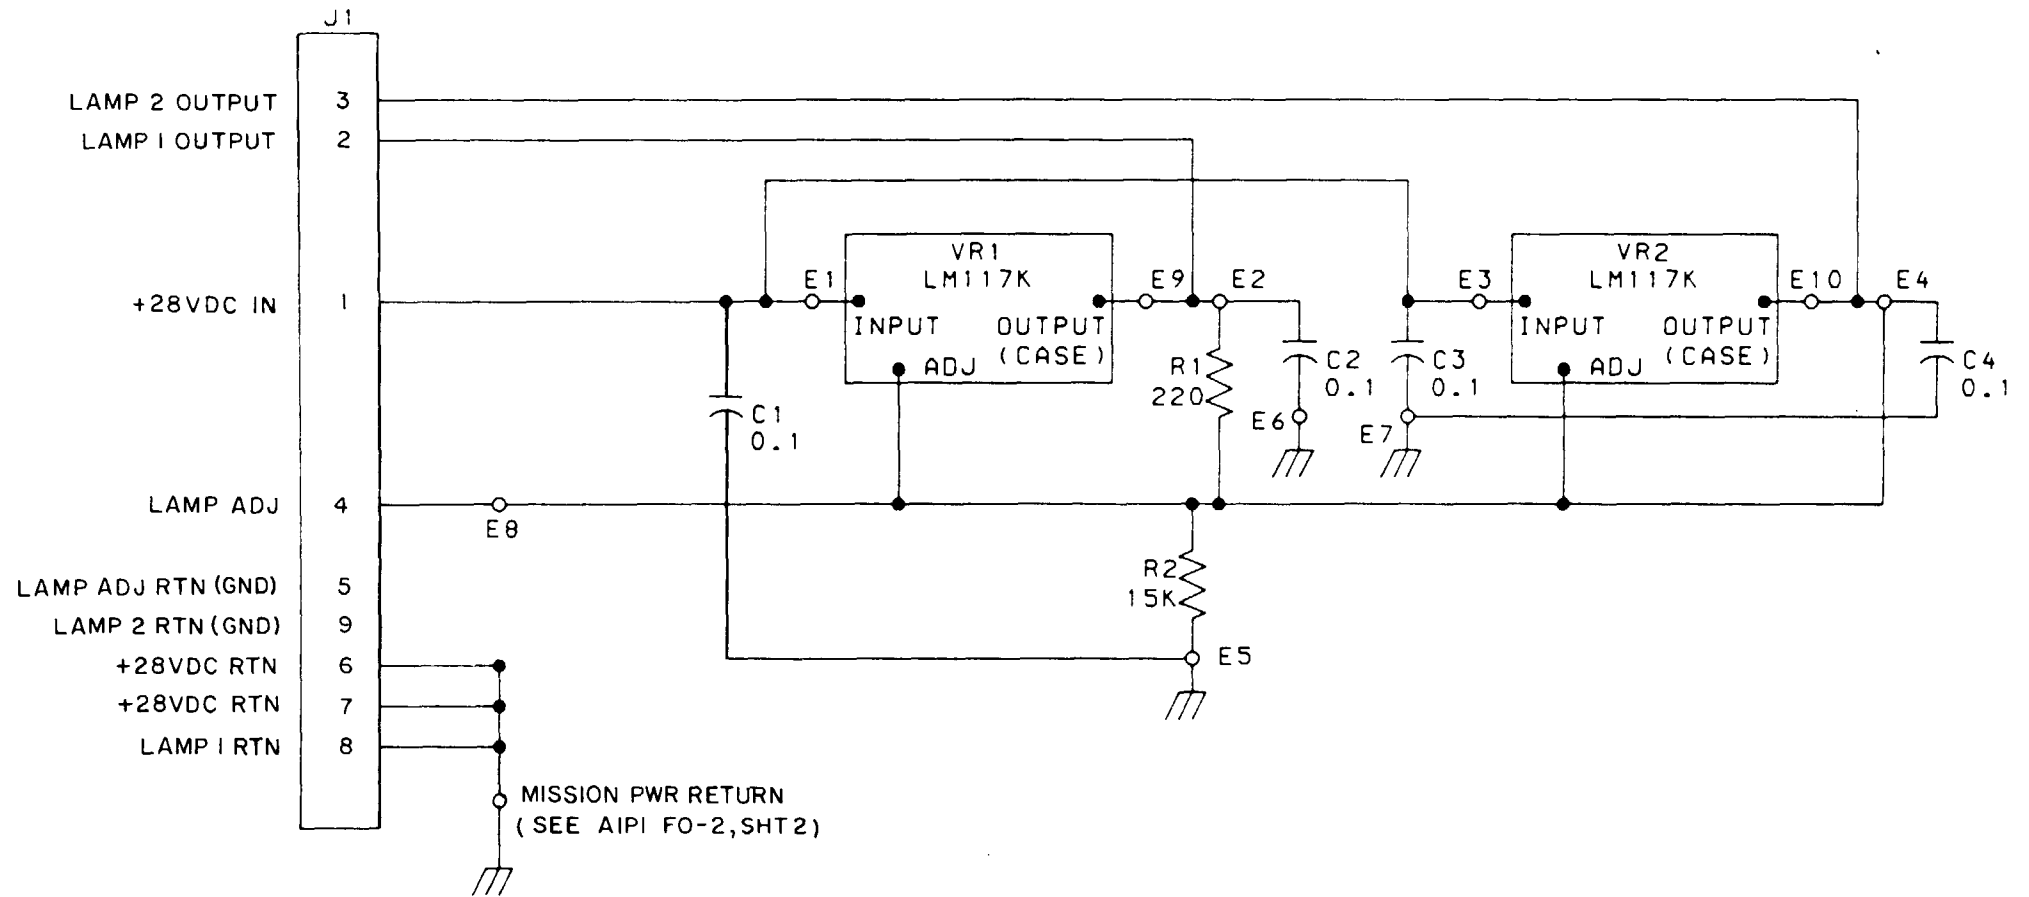 J1
LAMP 2 OUTPUT 3
LAMP 1 OUTPUT 2
+28VDC IN 1
LAMP ADJ 4
LAMP ADJ RTN (GND) 5
LAMP 2 RTN (GND) 9
+28VDC RTN 6
+28VDC RTN 7
LAMP 1 RTN 8
E8
MISSION PWR RETURN
(SEE AIPI FO-2, SHT 2)
C1
0.1
E1
VR1
LM117K
INPUT
OUTPUT
(CASE)
ADJ
E9
E2
R1
220
C2
0.1
E6
R2
15K
E5
C3
0.1
E7
E3
VR2
LM117K
INPUT
OUTPUT
(CASE)
ADJ
E10
E4
C4
0.1